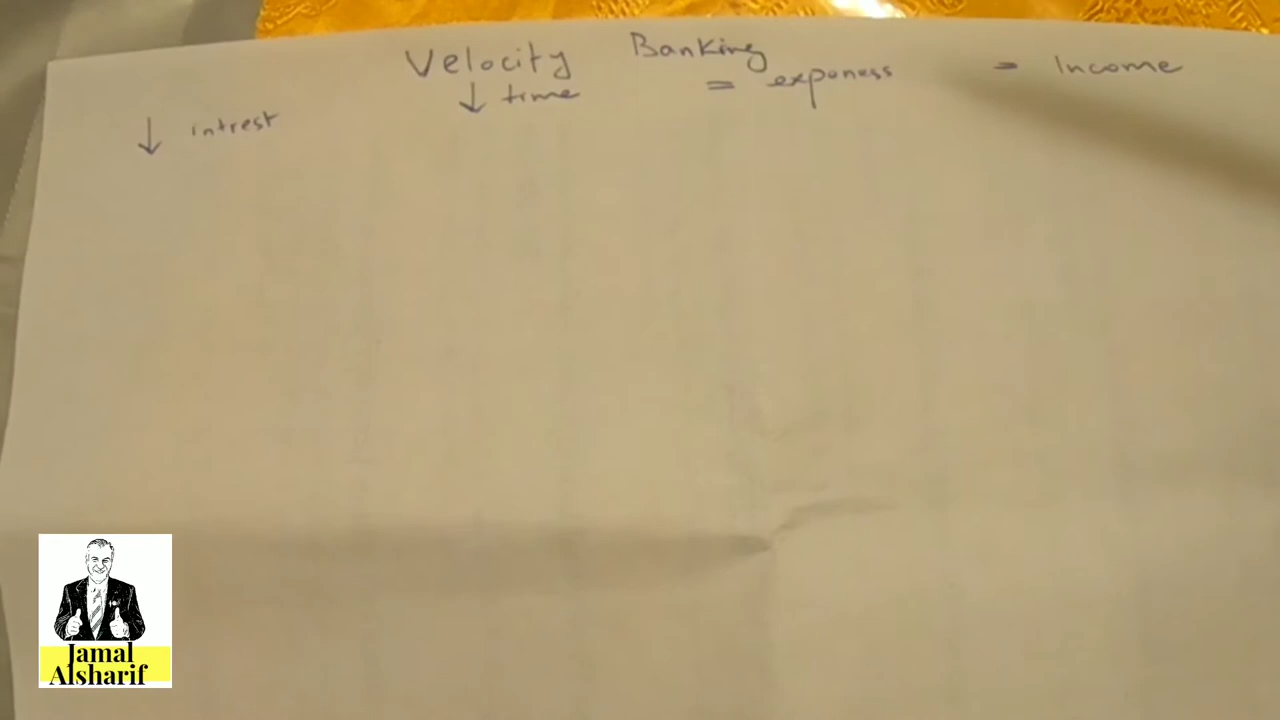 Velocity Banking
↓ intrest ↓ time = exponess = Income
Jamal
Alsharif